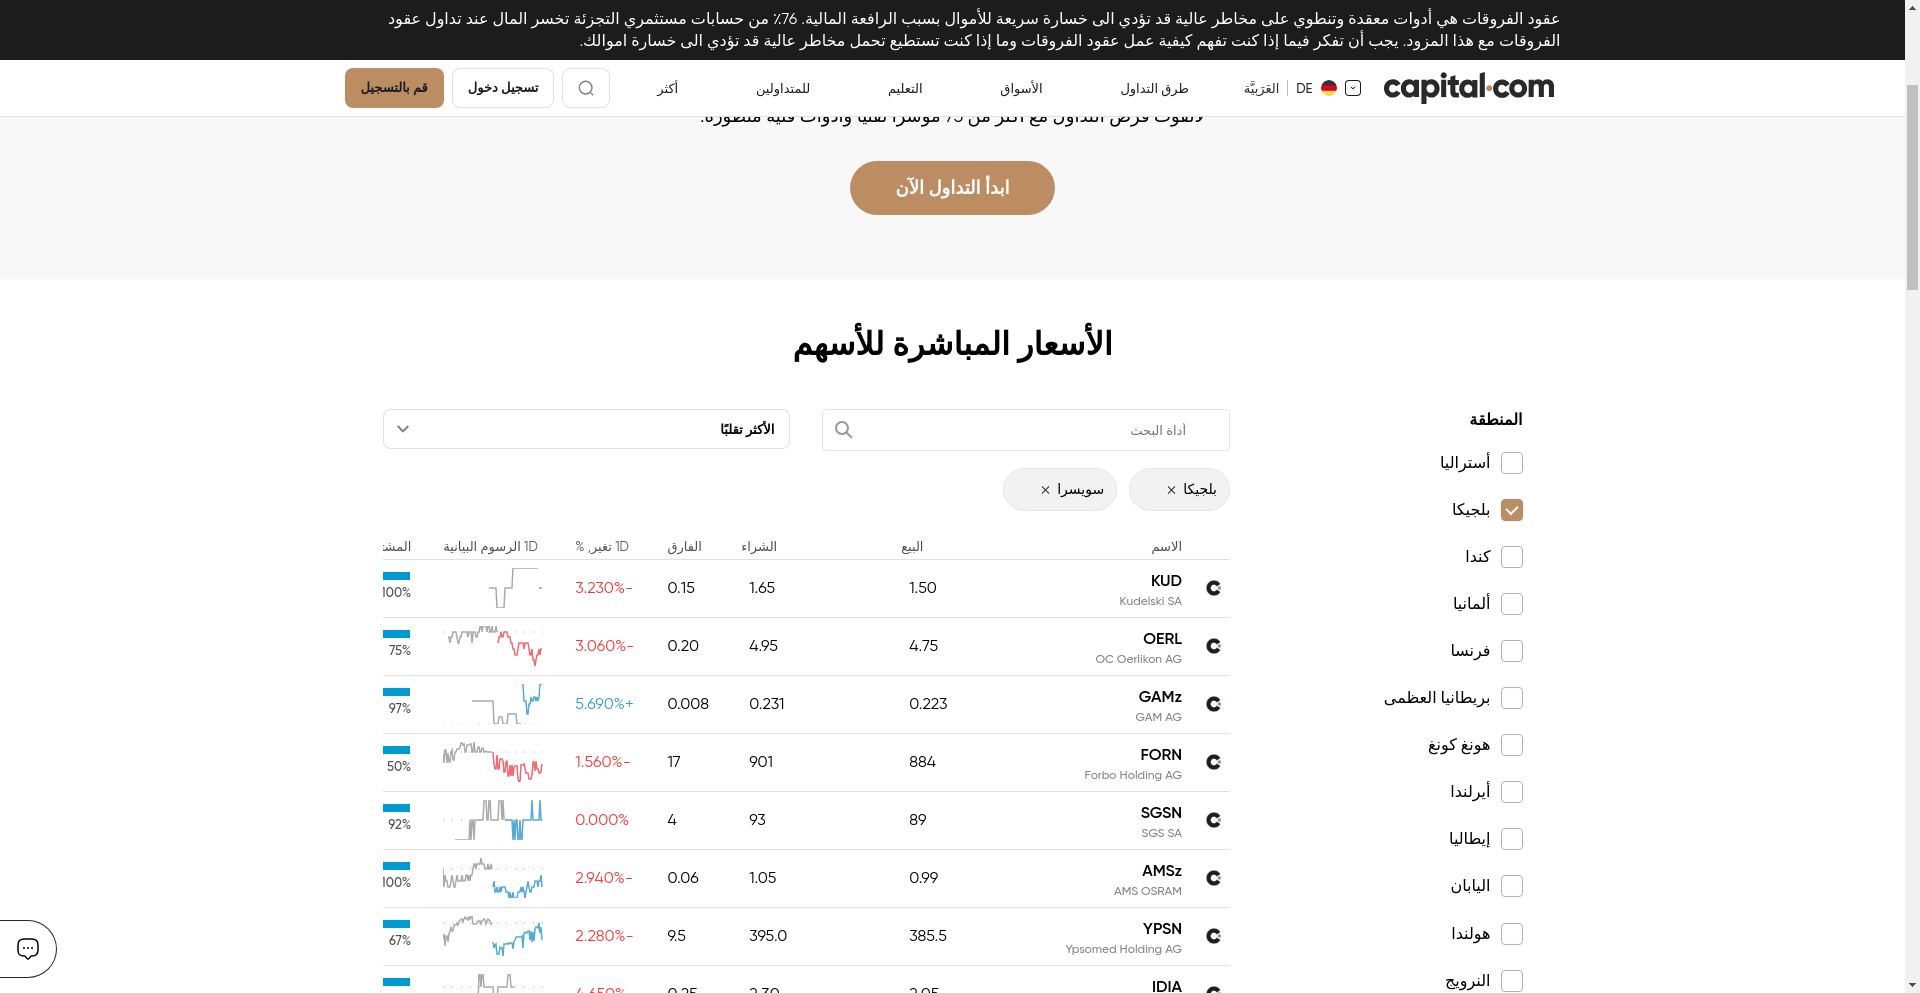 عقود الفروقات هي أدوات معقدة وتنطوي على مخاطر عالية قد تؤدي الى خسارة سريعة للأموال بسبب الرافعة المالية. 76٪ من حسابات مستثمري التجزئة تخسر المال عند تداول عقود
الفروقات مع هذا المزود. يجب أن تفكر فيما إذا كنت تفهم كيفية عمل عقود الفروقات وما إذا كنت تستطيع تحمل مخاطر عالية قد تؤدي الى خسارة اموالك.
capital.com
DE العَرَبيَّة طرق التداول الأسواق التعليم للمتداولين أكثر تسجيل دخول قم بالتسجيل
ابدأ التداول الآن
الأسعار المباشرة للأسهم
المنطقة
أستراليا
بلجيكا
كندا
ألمانيا
فرنسا
بريطانيا العظمى
هونغ كونغ
أيرلندا
إيطاليا
اليابان
هولندا
النرويج
أداة البحث
الأكثر تقلبًا
بلجيكا × سويسرا ×
الاسم البيع الشراء الفارق 1D تغير, % 1D الرسوم البيانية
KUD 1.50 1.65 0.15 3.230%- 100%
Kudelski SA
OERL 4.75 4.95 0.20 3.060%- 75%
OC Oerlikon AG
GAMz 0.223 0.231 0.008 5.690%+ 97%
GAM AG
FORN 884 901 17 1.560%- 50%
Forbo Holding AG
SGSN 89 93 4 0.000% 92%
SGS SA
AMSz 0.99 1.05 0.06 2.940%- 100%
AMS OSRAM
YPSN 385.5 395.0 9.5 2.280%- 67%
Ypsomed Holding AG
IDIA